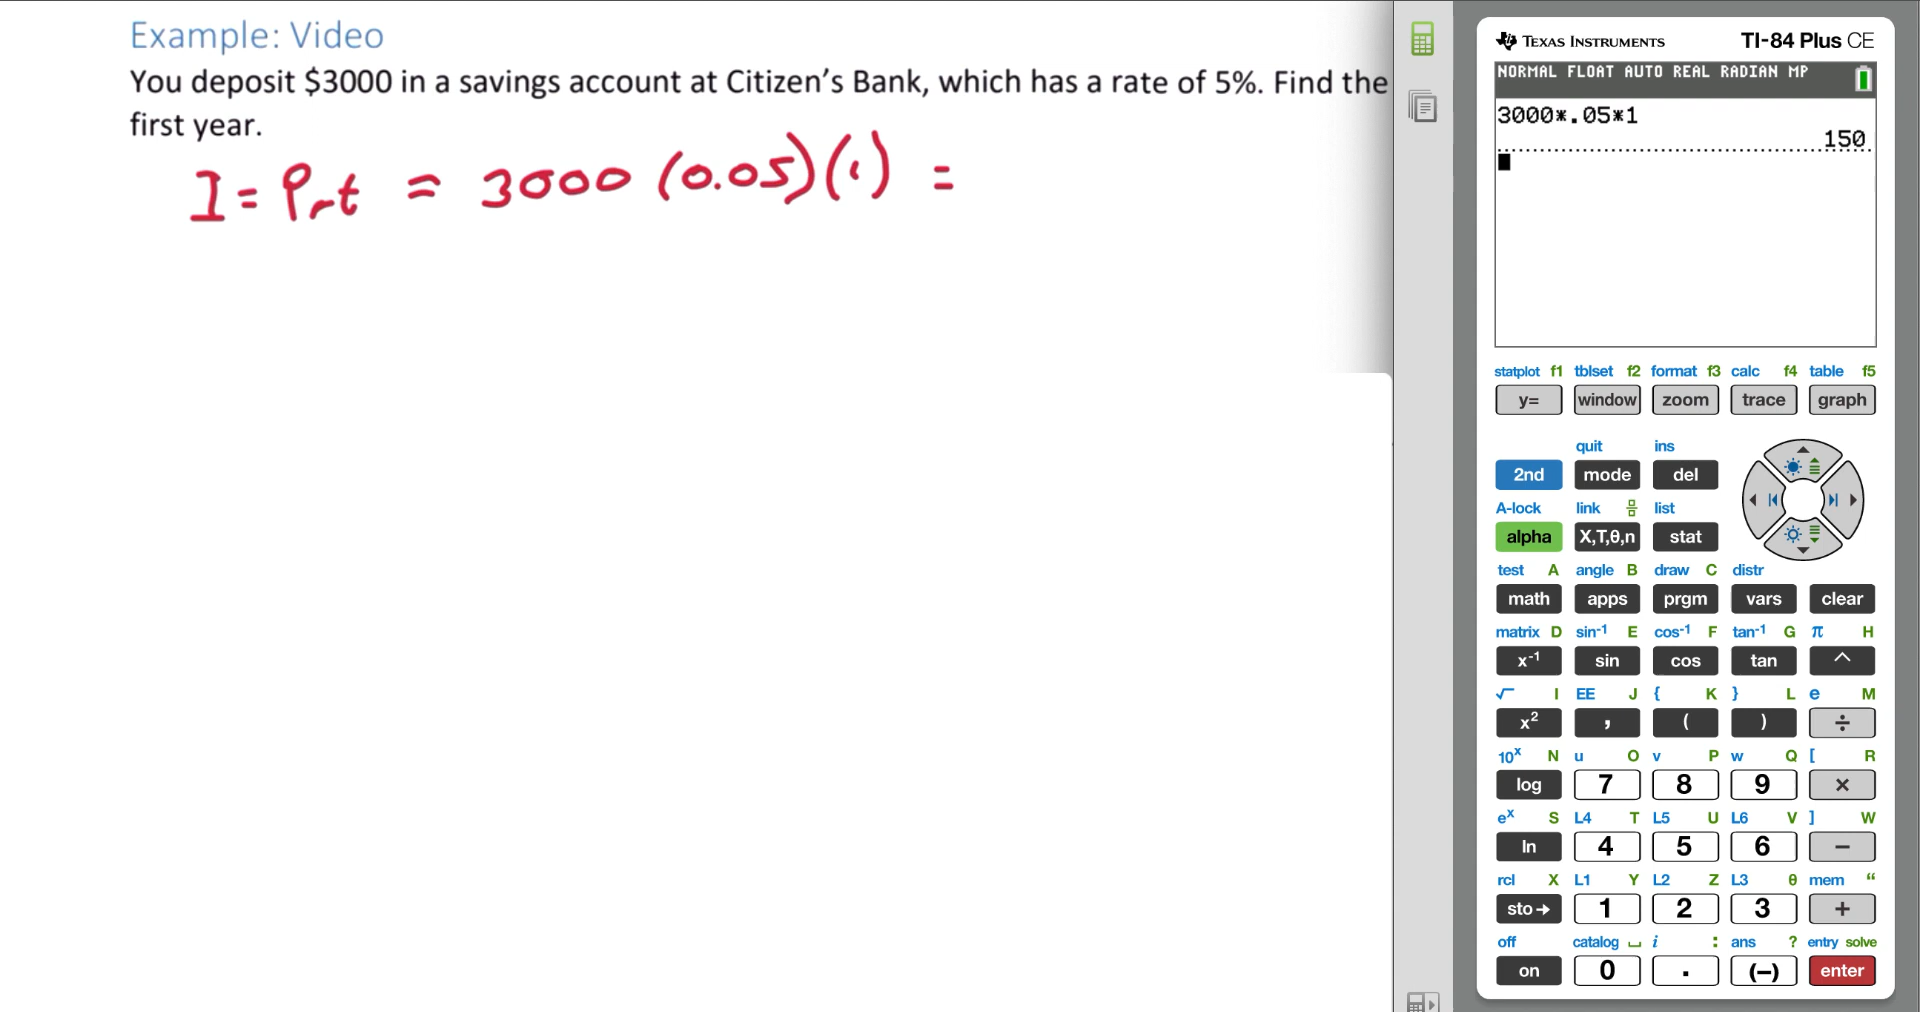 Example: Video
You deposit $3000 in a savings account at Citizen’s Bank, which has a rate of 5%. Find the
first year.
I = Prt = 3000 (0.05)(1) =
TEXAS INSTRUMENTS TI-84 Plus CE
NORMAL FLOAT AUTO REAL RADIAN MP
3000*.05*1
150
statplot f1 tblset f2 format f3 calc f4 table f5
y= window zoom trace graph
quit ins
2nd mode del
A-lock link list
alpha X,T,θ,n stat
test A angle B draw C distr
math apps prgm vars clear
matrix D sin⁻¹ E cos⁻¹ F tan⁻¹ G π H
x⁻¹ sin cos tan ^
√ I EE J { K } L e M
x² , ( ) ÷
10ˣ N u O v P w Q [ R
log 7 8 9 ×
eˣ S L4 T L5 U L6 V ] W
ln 4 5 6 −
rcl X L1 Y L2 Z L3 θ mem “
sto→ 1 2 3 +
off catalog ⎵ i : ans ? entry solve
on 0 . (–) enter